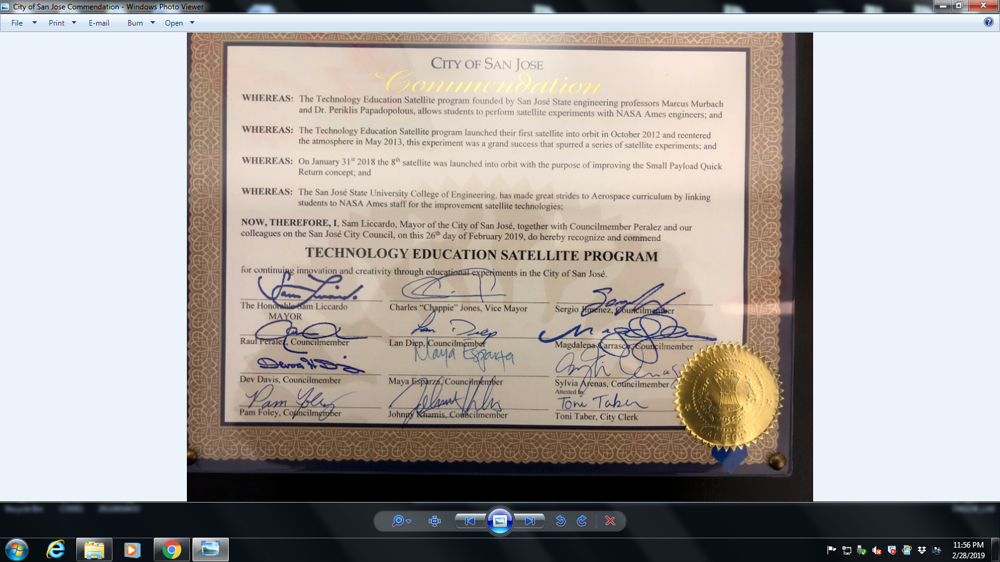 City of San Jose Commendation - Windows Photo Viewer
File Print E-mail Burn Open
CITY OF SAN JOSE
Commendation
WHEREAS: The Technology Education Satellite program founded by San José State engineering professors Marcus Murbach
and Dr. Periklis Papadopolous, allows students to perform satellite experiments with NASA Ames engineers; and
WHEREAS: The Technology Education Satellite program launched their first satellite into orbit in October 2012 and reentered
the atmosphere in May 2013, this experiment was a grand success that spurred a series of satellite experiments; and
WHEREAS: On January 31st 2018 the 8th satellite was launched into orbit with the purpose of improving the Small Payload Quick
Return concept; and
WHEREAS: The San José State University College of Engineering, has made great strides to Aerospace curriculum by linking
students to NASA Ames staff for the improvement satellite technologies;
NOW, THEREFORE, I, Sam Liccardo, Mayor of the City of San José, together with Councilmember Peralez and our
colleagues on the San José City Council, on this 26th day of February 2019, do hereby recognize and commend
TECHNOLOGY EDUCATION SATELLITE PROGRAM
for continuing innovation and creativity through educational experiments in the City of San José.
Sam Liccardo
The Honorable Sam Liccardo
MAYOR
Charles “Chappie” Jones, Vice Mayor
Sergio Jimenez, Councilmember
Lan Diep
Raul Peralez, Councilmember
Lan Diep, Councilmember
Magdalena Carrasco, Councilmember
Maya Esparza
Dev Davis, Councilmember
Maya Esparza, Councilmember
Sylvia Arenas, Councilmember
Attested by:
Pam Foley
Toni Taber
Pam Foley, Councilmember
Johnny Khamis, Councilmember
Toni Taber, City Clerk
CALIFORNIA
11:56 PM
2/28/2019